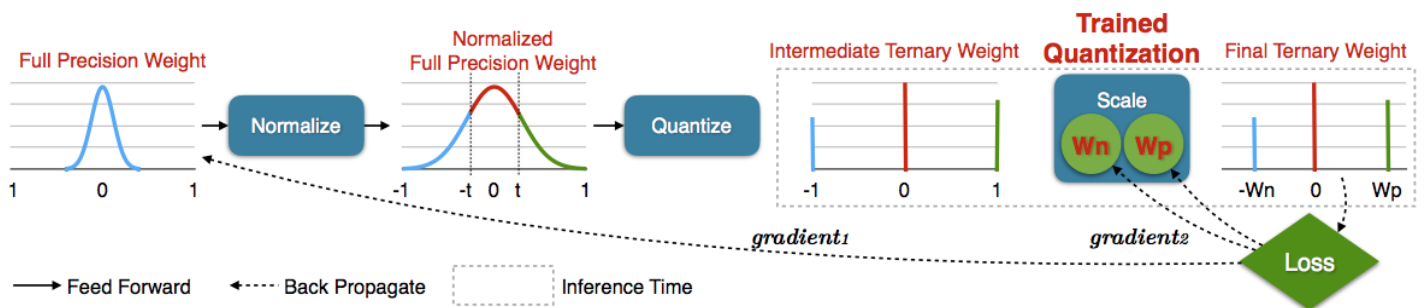 Full Precision Weight
1
0
1
Normalize
Normalized
Full Precision Weight
-1
-t
0
t
1
Quantize
Intermediate Ternary Weight
-1
0
1
Trained
Quantization
Scale
Wn
Wp
Final Ternary Weight
-Wn
0
Wp
gradient1
gradient2
Loss
Feed Forward
Back Propagate
Inference Time